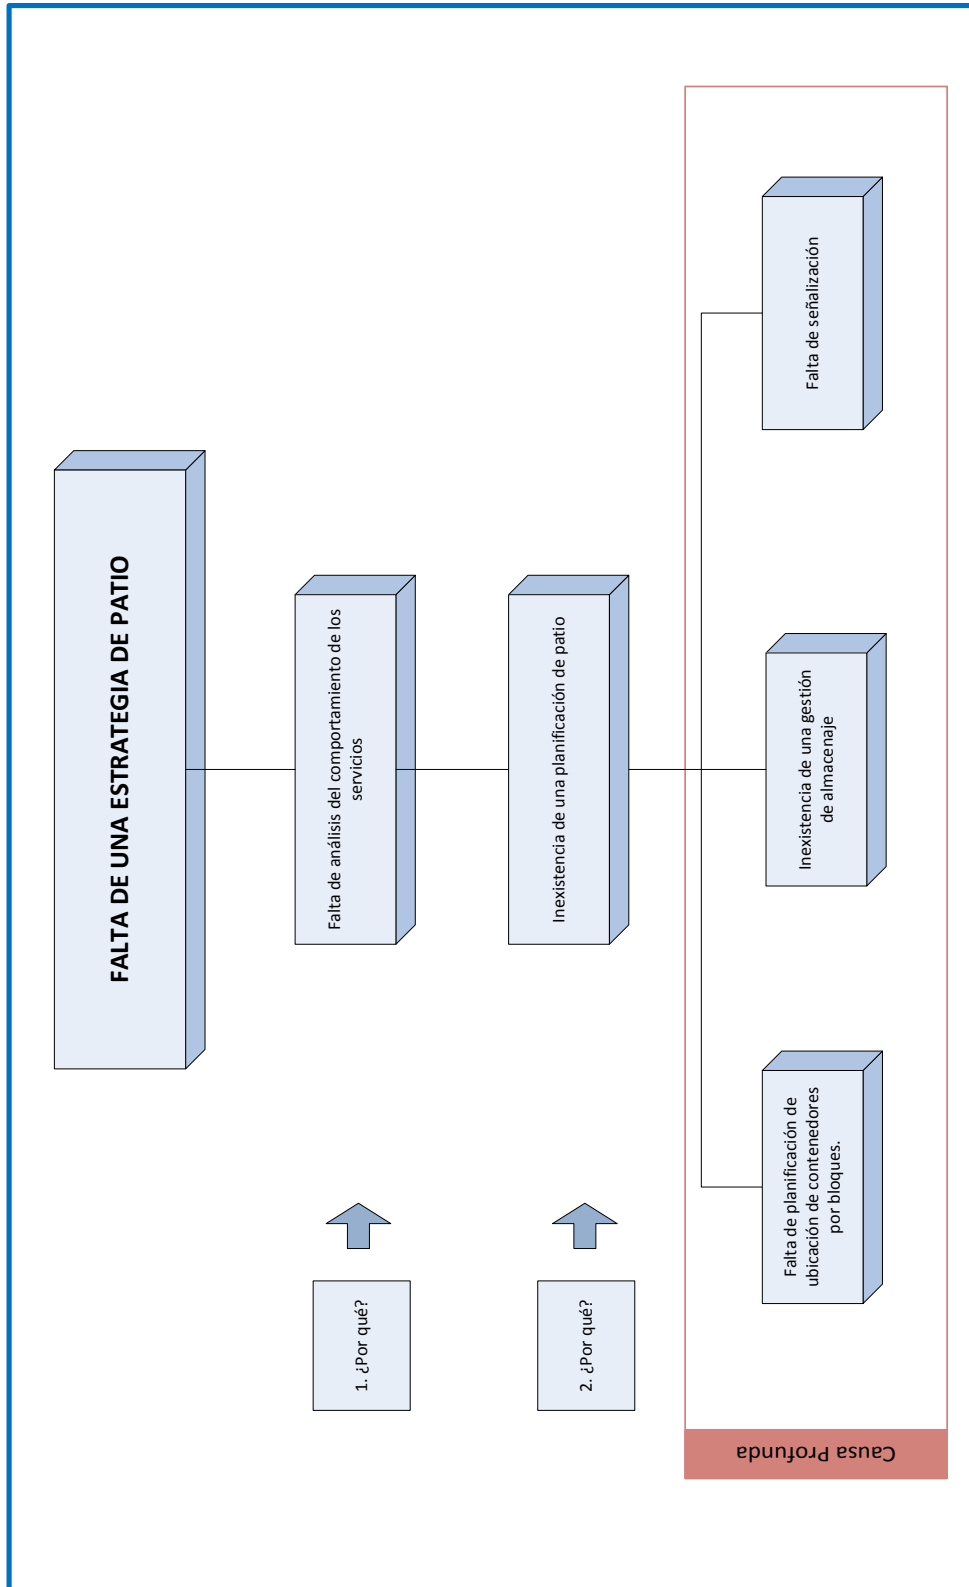 FALTA DE UNA ESTRATEGIA DE PATIO
1. ¿Por qué?
Falta de análisis del comportamiento de los
servicios
2. ¿Por qué?
Inexistencia de una planificación de patio
Causa Profunda
Falta de planificación de
ubicación de contenedores
por bloques.
Inexistencia de una gestión
de almacenaje
Falta de señalización